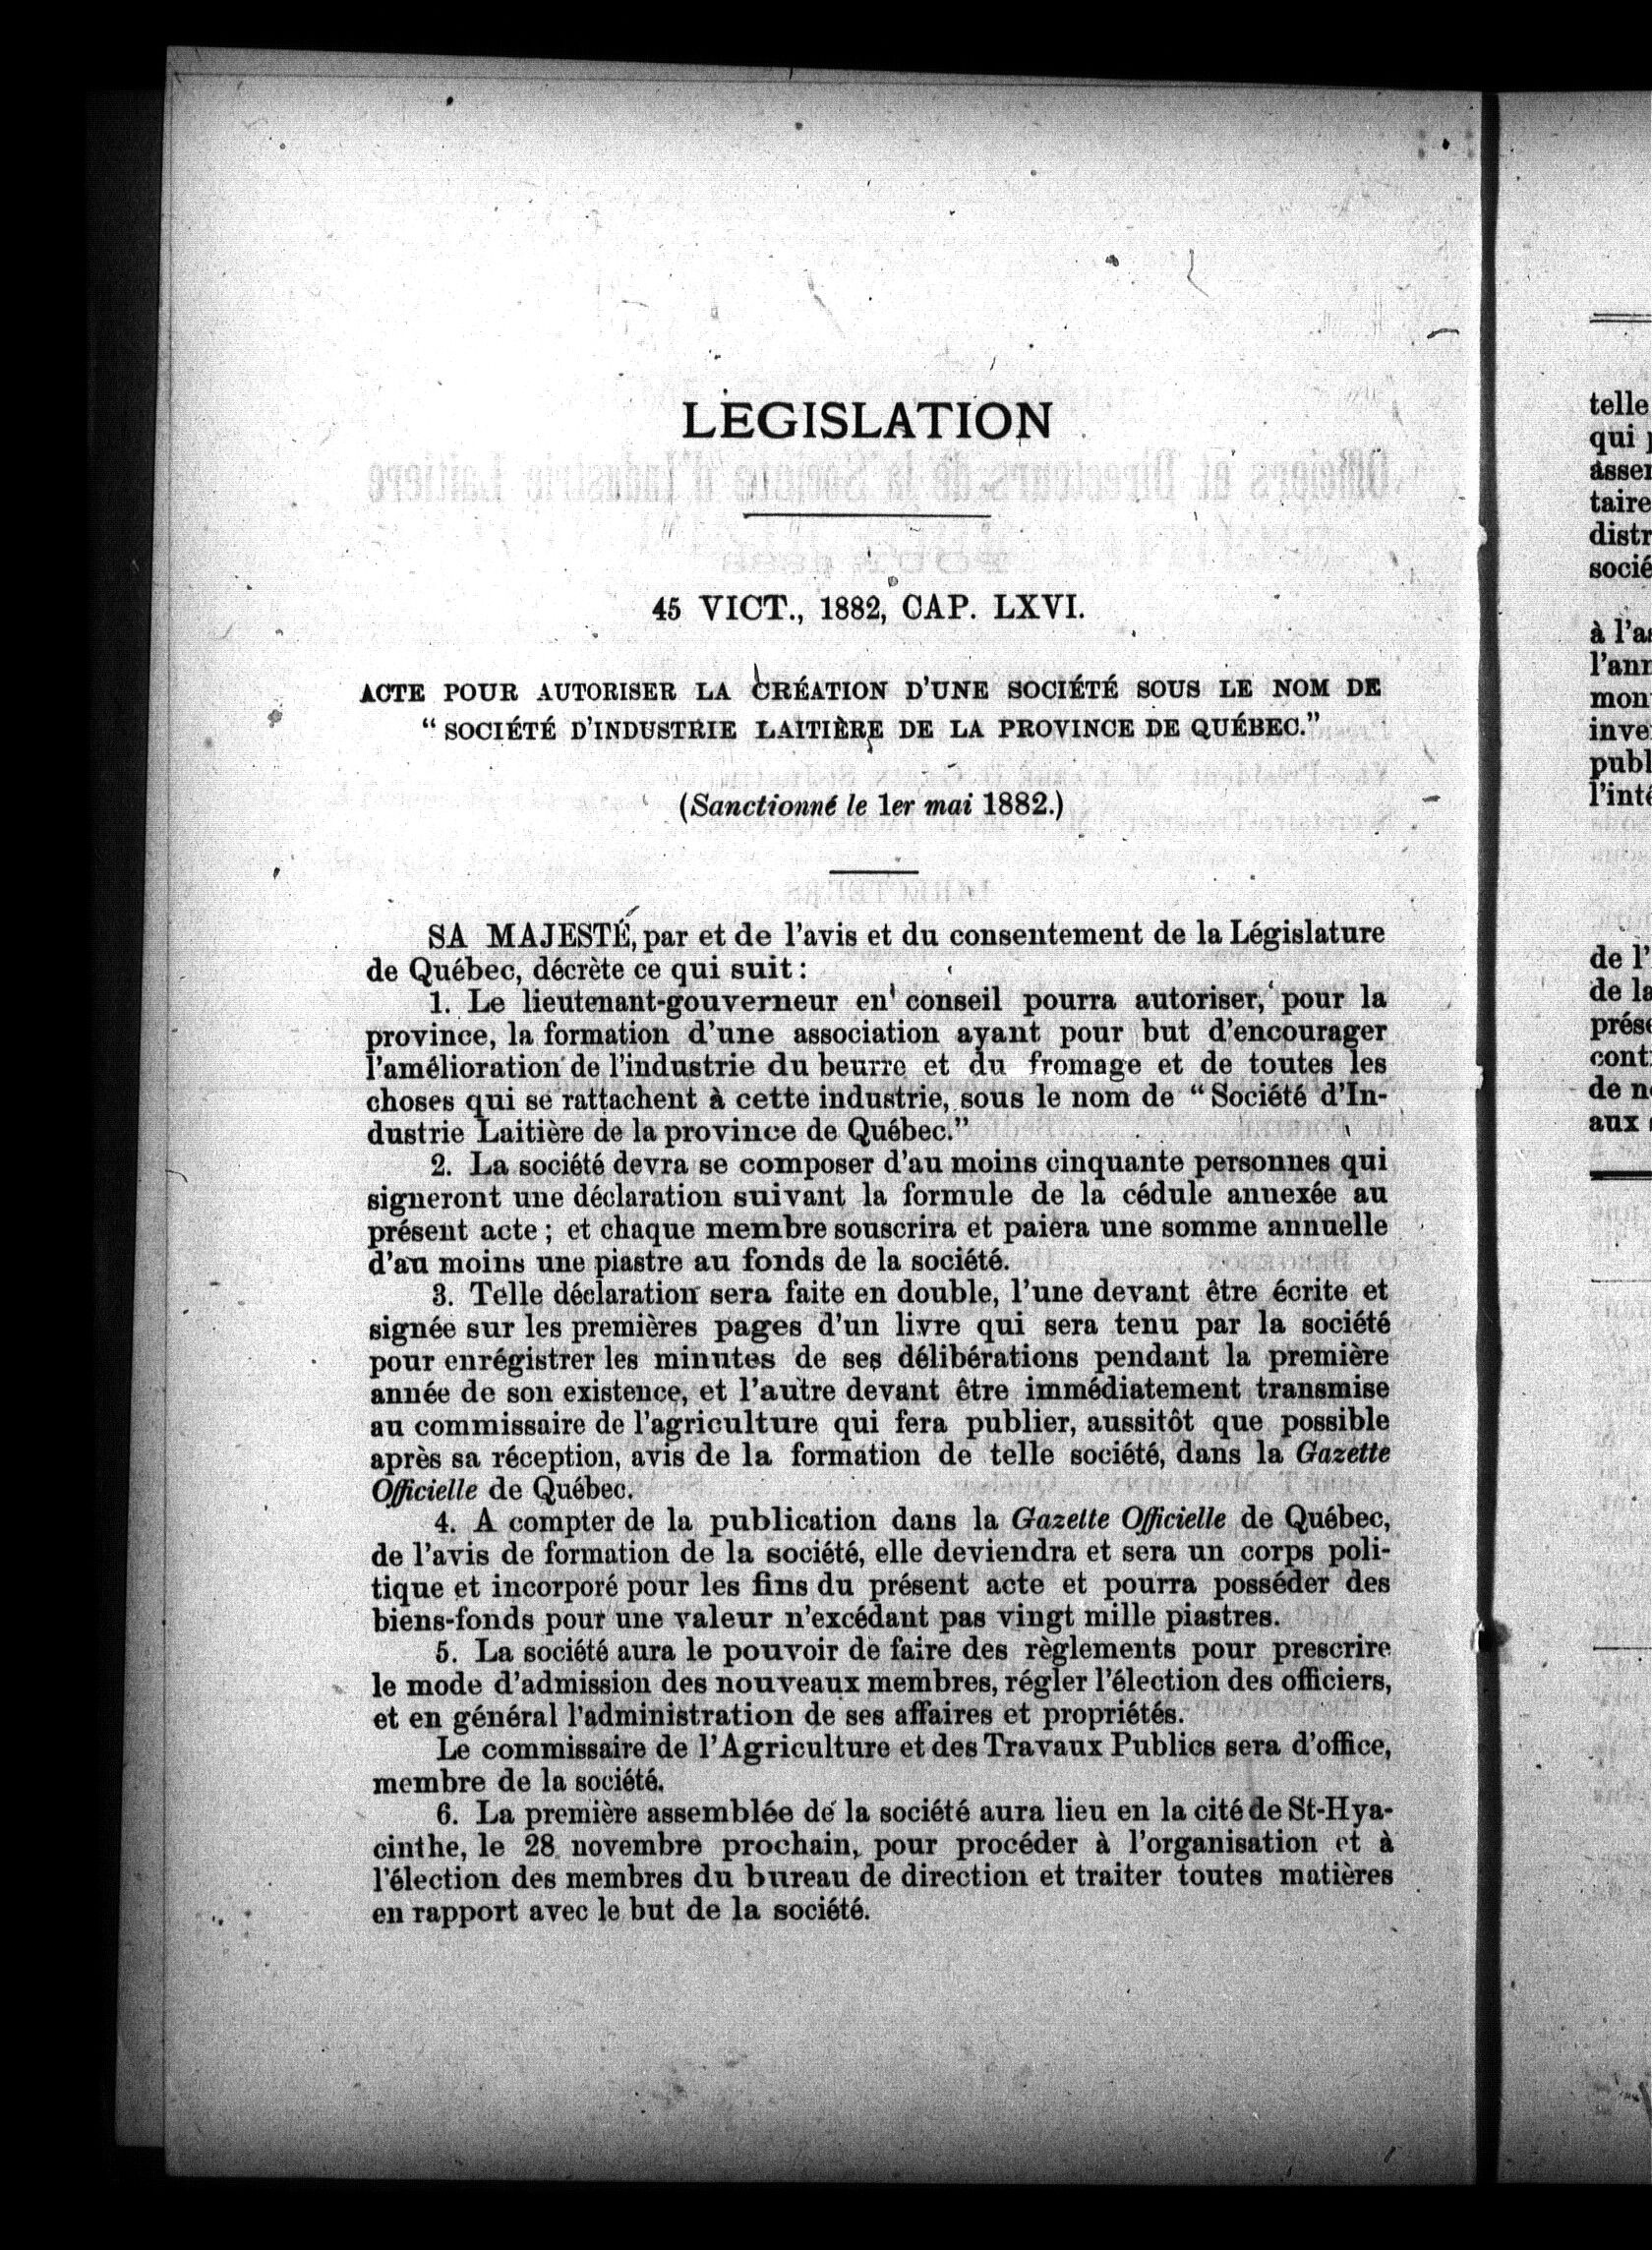 LEGISLATION
45 VICT., 1882, CAP. LXVI.
ACTE POUR AUTORISER LA CRÉATION D'UNE SOCIÉTÉ SOUS LE NOM DE
“ SOCIÉTÉ D'INDUSTRIE LAITIÈRE DE LA PROVINCE DE QUÉBEC.”
(Sanctionné le 1er mai 1882.)
SA MAJESTÉ, par et de l'avis et du consentement de la Législature
de Québec, décrète ce qui suit :
1. Le lieutenant-gouverneur en conseil pourra autoriser, pour la
province, la formation d'une association ayant pour but d'encourager
l'amélioration de l'industrie du beurre et du fromage et de toutes les
choses qui se rattachent à cette industrie, sous le nom de “ Société d'In-
dustrie Laitière de la province de Québec.”
2. La société devra se composer d'au moins cinquante personnes qui
signeront une déclaration suivant la formule de la cédule annexée au
présent acte ; et chaque membre souscrira et paiera une somme annuelle
d'au moins une piastre au fonds de la société.
3. Telle déclaration sera faite en double, l'une devant être écrite et
signée sur les premières pages d'un livre qui sera tenu par la société
pour enrégistrer les minutes de ses délibérations pendant la première
année de son existence, et l'autre devant être immédiatement transmise
au commissaire de l'agriculture qui fera publier, aussitôt que possible
après sa réception, avis de la formation de telle société, dans la Gazette
Officielle de Québec.
4. A compter de la publication dans la Gazette Officielle de Québec,
de l'avis de formation de la société, elle deviendra et sera un corps poli-
tique et incorporé pour les fins du présent acte et pourra posséder des
biens-fonds pour une valeur n'excédant pas vingt mille piastres.
5. La société aura le pouvoir de faire des règlements pour prescrire
le mode d'admission des nouveaux membres, régler l'élection des officiers,
et en général l'administration de ses affaires et propriétés.
Le commissaire de l'Agriculture et des Travaux Publics sera d'office,
membre de la société.
6. La première assemblée de la société aura lieu en la cité de St-Hya-
cinthe, le 28 novembre prochain, pour procéder à l'organisation et à
l'élection des membres du bureau de direction et traiter toutes matières
en rapport avec le but de la société.
telle
qui
taire
distr
socié
à l'a
mon
inve
publ
l'inté
de l'
de la
prése
cont
de n
aux